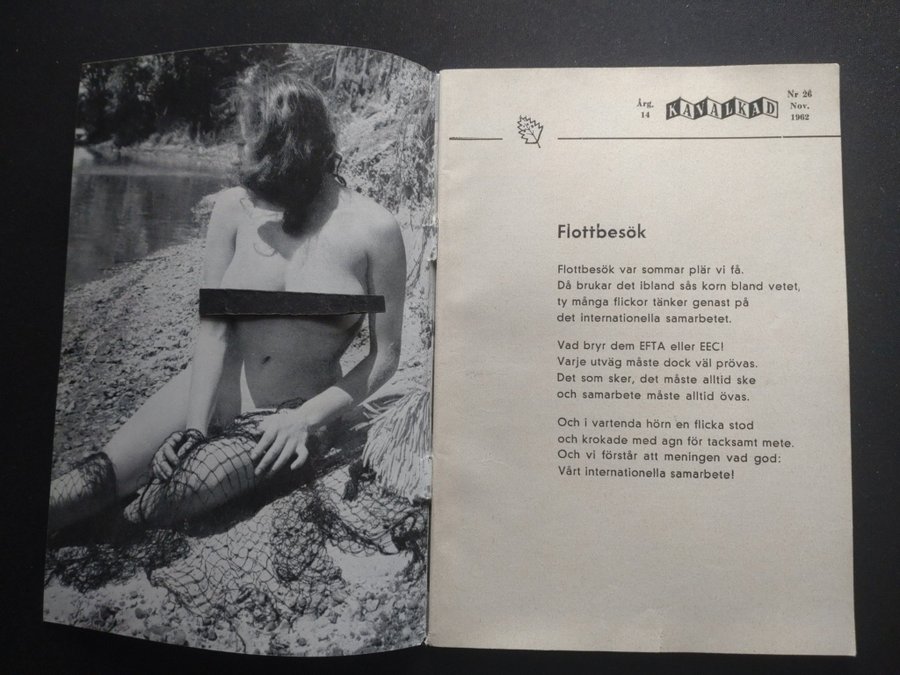 Årg.
14
KAVALKAD
Nr 26
Nov.
1962
Flottbesök
Flottbesök var sommar plär vi få.
Då brukar det ibland sås korn bland vetet,
ty många flickor tänker genast på
det internationella samarbetet.
Vad bryr dem EFTA eller EEC!
Varje utväg måste dock väl prövas.
Det som sker, det måste alltid ske
och samarbete måste alltid övas.
Och i vartenda hörn en flicka stod
och krokade med agn för tacksamt mete.
Och vi förstår att meningen vad god:
Vårt internationella samarbete!